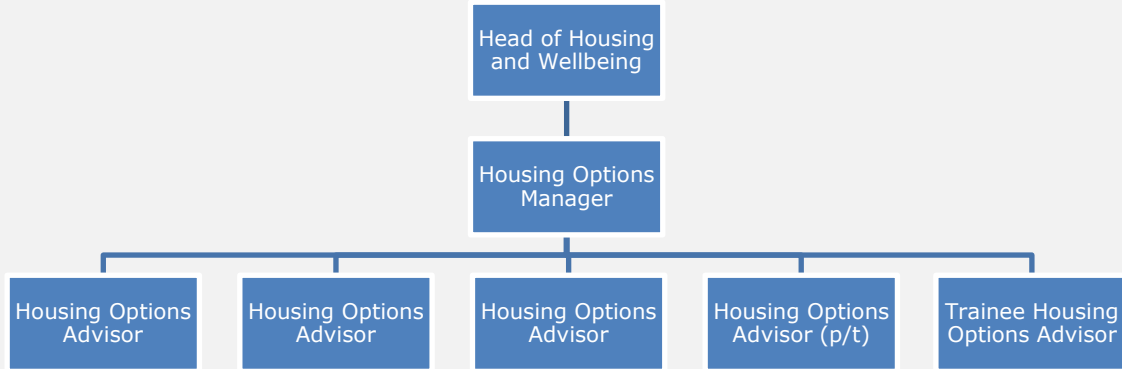 Head of Housing
and Wellbeing
Housing Options
Manager
Housing Options
Advisor
Housing Options
Advisor
Housing Options
Advisor
Housing Options
Advisor (p/t)
Trainee Housing
Options Advisor